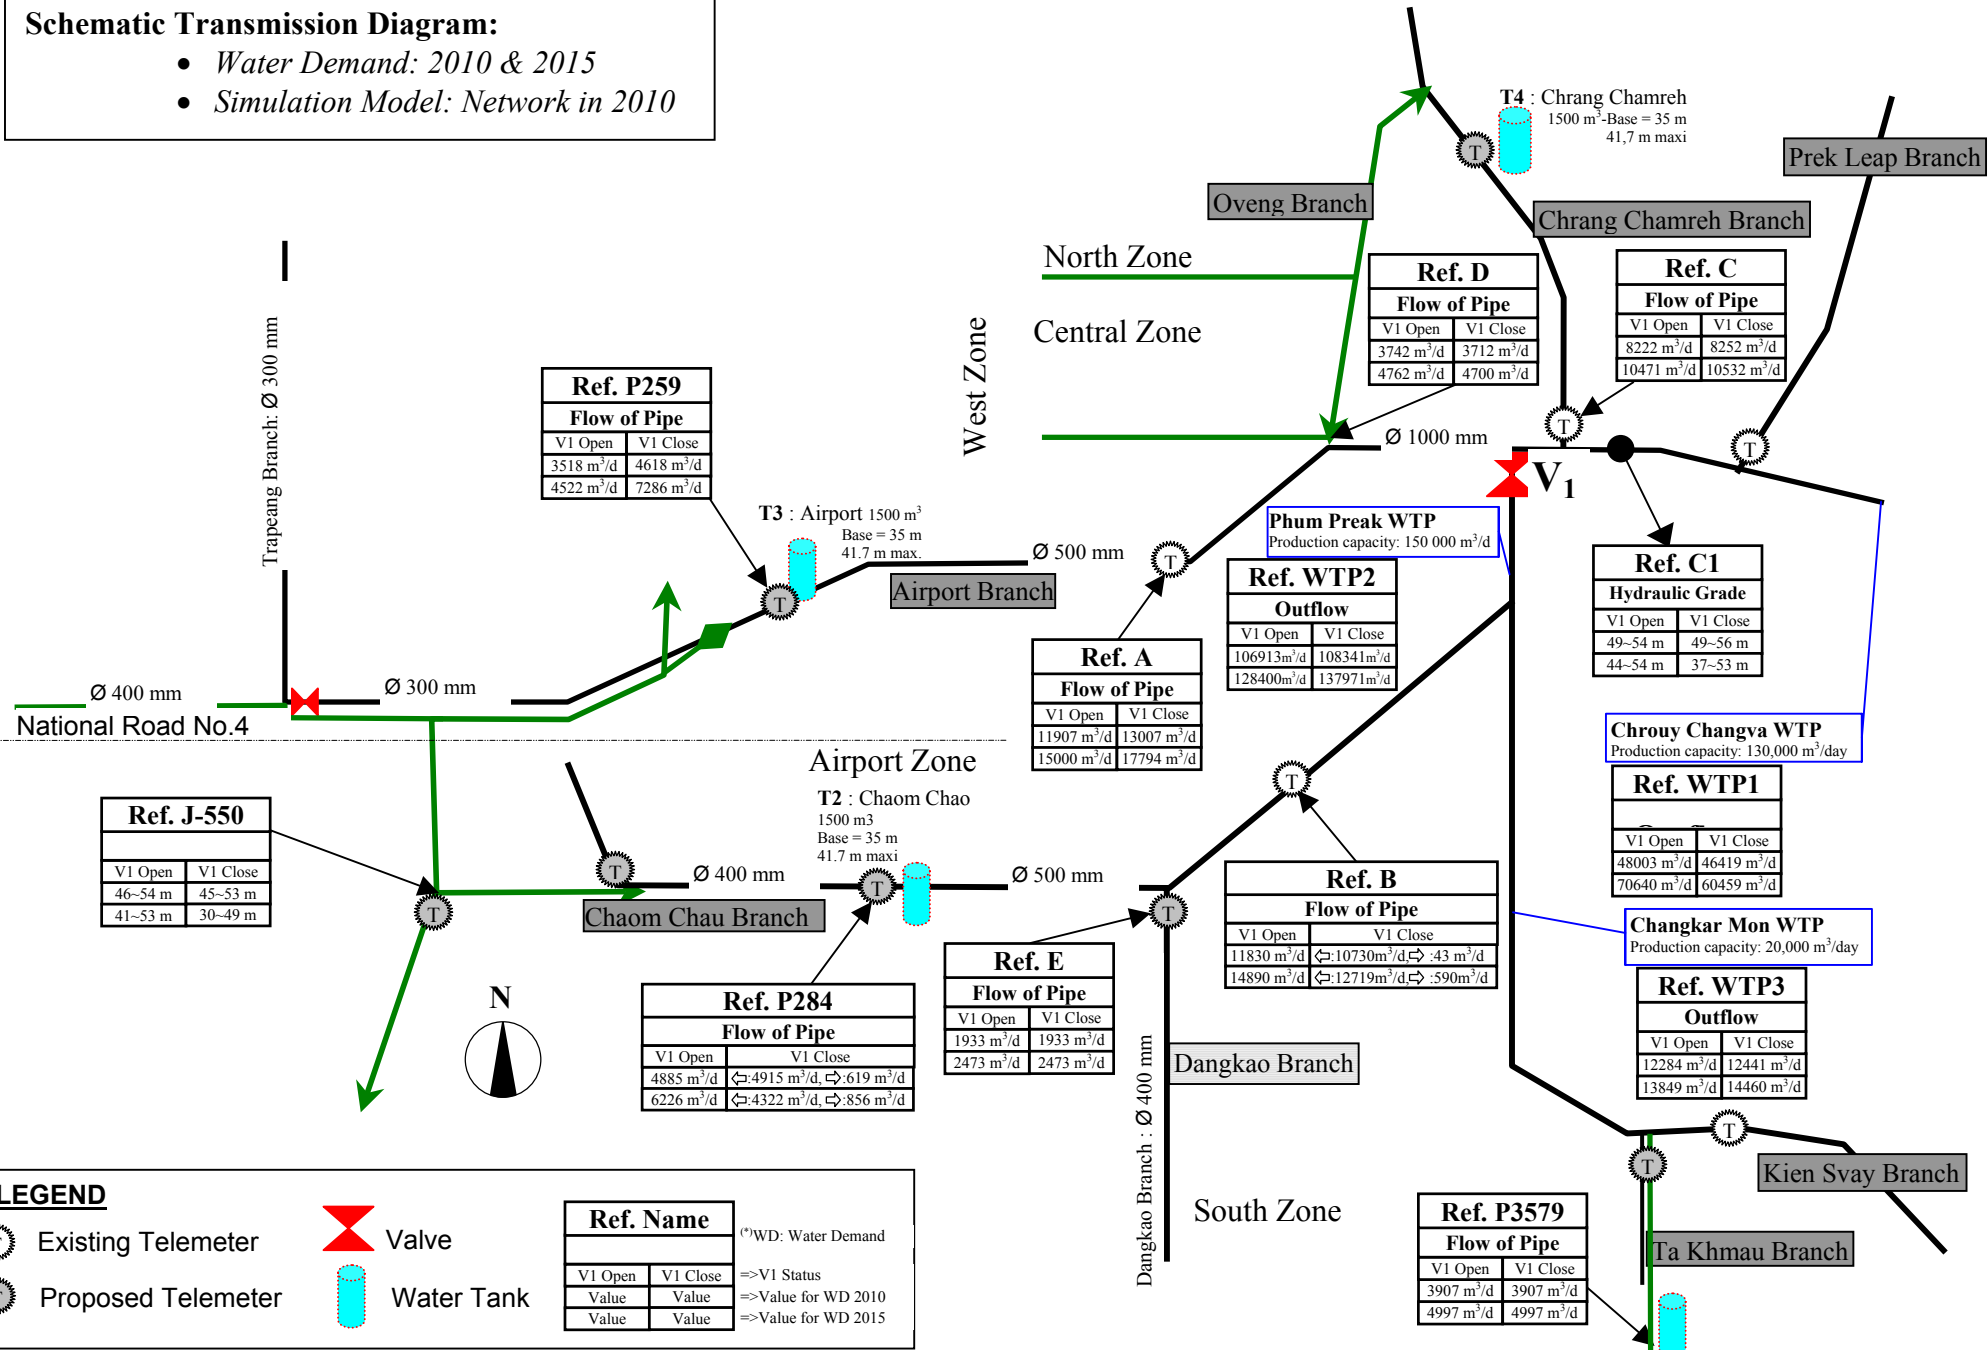 Schematic Transmission Diagram:
• Water Demand: 2010 & 2015
• Simulation Model: Network in 2010
T4 : Chrang Chamreh
1500 m³-Base = 35 m
41,7 m maxi
Prek Leap Branch
Oveng Branch
Chrang Chamreh Branch
North Zone
Central Zone
West Zone
Ref. D
Flow of Pipe
V1 Open V1 Close
3742 m³/d 3712 m³/d
4762 m³/d 4700 m³/d
Ref. C
Flow of Pipe
V1 Open V1 Close
8222 m³/d 8252 m³/d
10471 m³/d 10532 m³/d
Trapeang Branch: Ø 300 mm
Ref. P259
Flow of Pipe
V1 Open V1 Close
3518 m³/d 4618 m³/d
4522 m³/d 7286 m³/d
T
Ø 1000 mm
T
V₁
T3 : Airport 1500 m³
Base = 35 m
41.7 m max.
Ø 500 mm
Airport Branch
T
T
T
Phum Preak WTP
Production capacity: 150 000 m³/d
Ref. WTP2
Outflow
V1 Open V1 Close
106913m³/d 108341m³/d
128400m³/d 137971m³/d
Ref. C1
Hydraulic Grade
V1 Open V1 Close
49~54 m 49~56 m
44~54 m 37~53 m
Ref. A
Flow of Pipe
V1 Open V1 Close
11907 m³/d 13007 m³/d
15000 m³/d 17794 m³/d
Ø 400 mm
Ø 300 mm
National Road No.4
Chrouy Changva WTP
Production capacity: 130,000 m³/day
Airport Zone
T2 : Chaom Chao
1500 m3
Base = 35 m
41.7 m maxi
Ref. WTP1
V1 Open V1 Close
48003 m³/d 46419 m³/d
70640 m³/d 60459 m³/d
Ref. J-550
V1 Open V1 Close
46~54 m 45~53 m
41~53 m 30~49 m
T
T
Ø 400 mm
T
Ø 500 mm
T
T
Chaom Chau Branch
Ref. B
Flow of Pipe
V1 Open V1 Close
11830 m³/d ⇦:10730m³/d,⇨ :43 m³/d
14890 m³/d ⇦:12719m³/d,⇨ :590m³/d
Changkar Mon WTP
Production capacity: 20,000 m³/day
Ref. E
Flow of Pipe
V1 Open V1 Close
1933 m³/d 1933 m³/d
2473 m³/d 2473 m³/d
Ref. P284
Flow of Pipe
V1 Open V1 Close
4885 m³/d ⇦:4915 m³/d, ⇨:619 m³/d
6226 m³/d ⇦:4322 m³/d, ⇨:856 m³/d
N
Ref. WTP3
Outflow
V1 Open V1 Close
12284 m³/d 12441 m³/d
13849 m³/d 14460 m³/d
Dangkao Branch
Dangkao Branch : Ø 400 mm
T
T
Kien Svay Branch
South Zone
Ta Khmau Branch
Ref. P3579
Flow of Pipe
V1 Open V1 Close
3907 m³/d 3907 m³/d
4997 m³/d 4997 m³/d
LEGEND
Existing Telemeter
Valve
Proposed Telemeter
Water Tank
Ref. Name
(*)WD: Water Demand
V1 Open V1 Close =>V1 Status
Value Value =>Value for WD 2010
Value Value =>Value for WD 2015